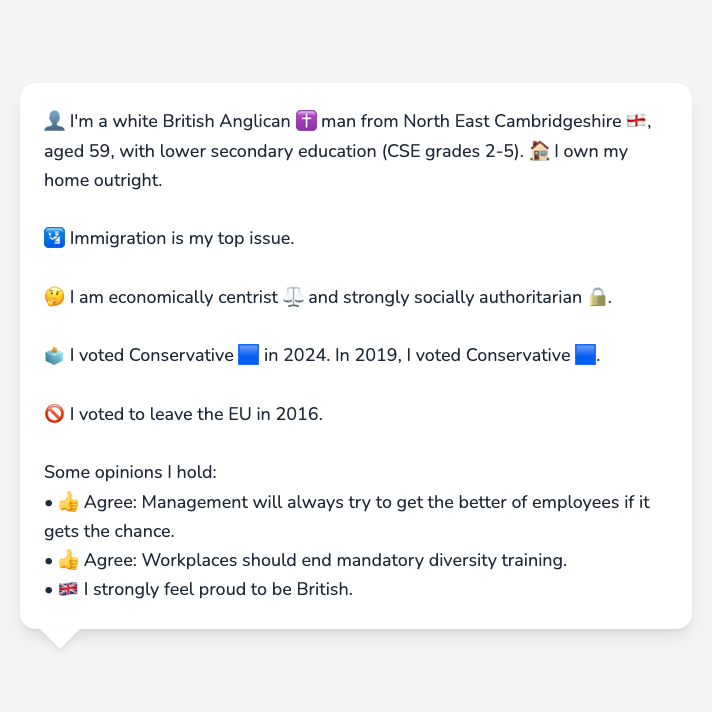 👤 I'm a white British Anglican ✝️ man from North East Cambridgeshire 🏴󠁧󠁢󠁥󠁮󠁧󠁿,
aged 59, with lower secondary education (CSE grades 2-5). 🏠 I own my
home outright.
🛂 Immigration is my top issue.
🤔 I am economically centrist ⚖️ and strongly socially authoritarian 🔒.
🗳️ I voted Conservative 🟦 in 2024. In 2019, I voted Conservative 🟦.
🚫 I voted to leave the EU in 2016.
Some opinions I hold:
• 👍 Agree: Management will always try to get the better of employees if it
gets the chance.
• 👍 Agree: Workplaces should end mandatory diversity training.
• 🇬🇧 I strongly feel proud to be British.